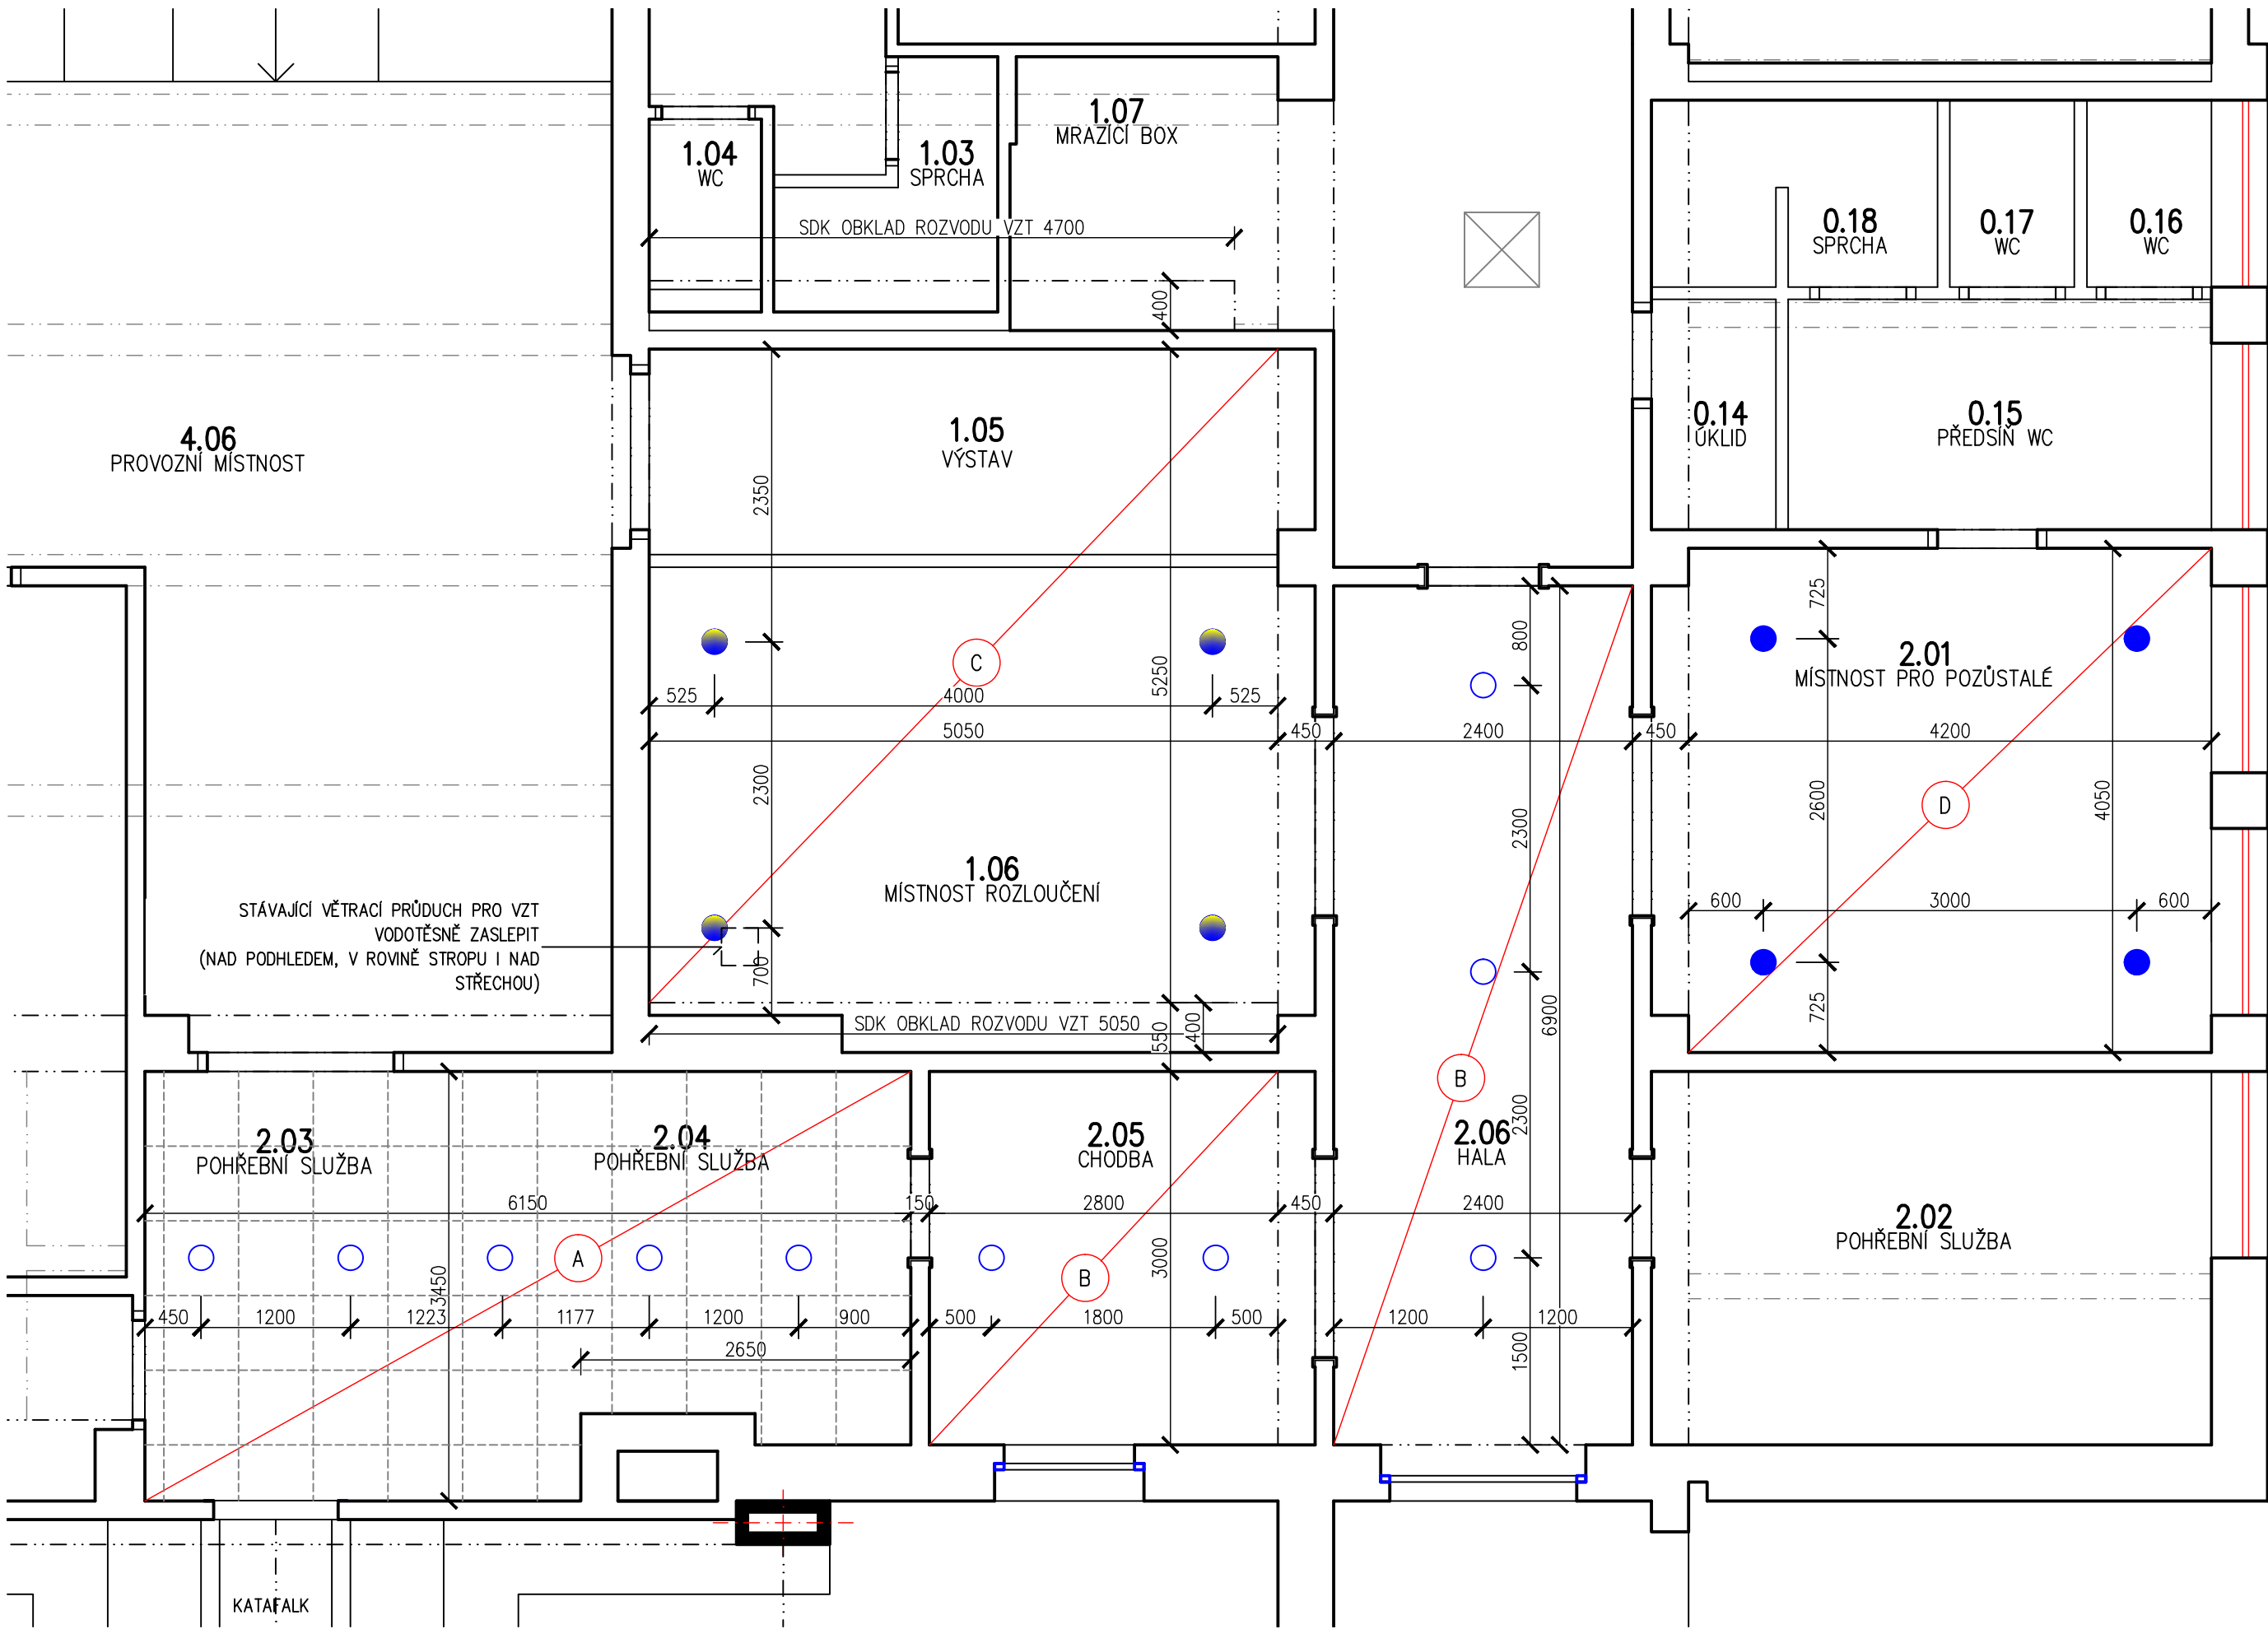 1.07
MRAZÍCÍ BOX
1.04
WC
1.03
SPRCHA
SDK OBKLAD ROZVODU VZT 4700
400
0.18
SPRCHA
0.17
WC
0.16
WC
4.06
PROVOZNÍ MÍSTNOST
1.05
VÝSTAV
0.14
ÚKLID
0.15
PŘEDSÍŇ WC
2350
C
525
4000
525
5250
5050
450
2400
450
4200
800
725
2.01
MÍSTNOST PRO POZŮSTALÉ
2300
2300
2600
4050
D
1.06
MÍSTNOST ROZLOUČENÍ
600
3000
600
STÁVAJÍCÍ VĚTRACÍ PRŮDUCH PRO VZT
VODOTĚSNĚ ZASLEPIT
(NAD PODHLEDEM, V ROVINĚ STROPU I NAD
STŘECHOU)
700
SDK OBKLAD ROZVODU VZT 5050
550
400
6900
725
B
2.03
POHŘEBNÍ SLUŽBA
2.04
POHŘEBNÍ SLUŽBA
2.05
CHODBA
2300
2.06
HALA
6150
150
2800
450
2400
2.02
POHŘEBNÍ SLUŽBA
A
B
3450
3000
450
1200
1223
1177
1200
900
500
1800
500
1200
1200
1500
2650
KATAFALK